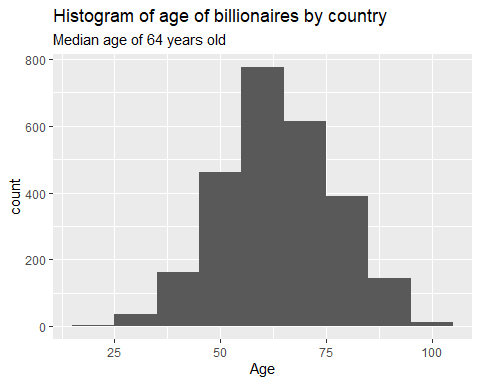 Histogram of age of billionaires by country
Median age of 64 years old
800
600
400
200
0
count
25 50 75 100
Age